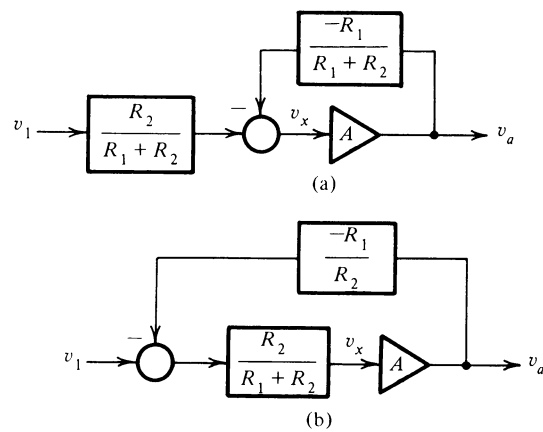 −R₁
R₁ + R₂
−
vₓ
v₁
R₂
R₁ + R₂
A
vₐ
(a)
−R₁
R₂
−
vₓ
v₁
R₂
R₁ + R₂
A
vₐ
(b)